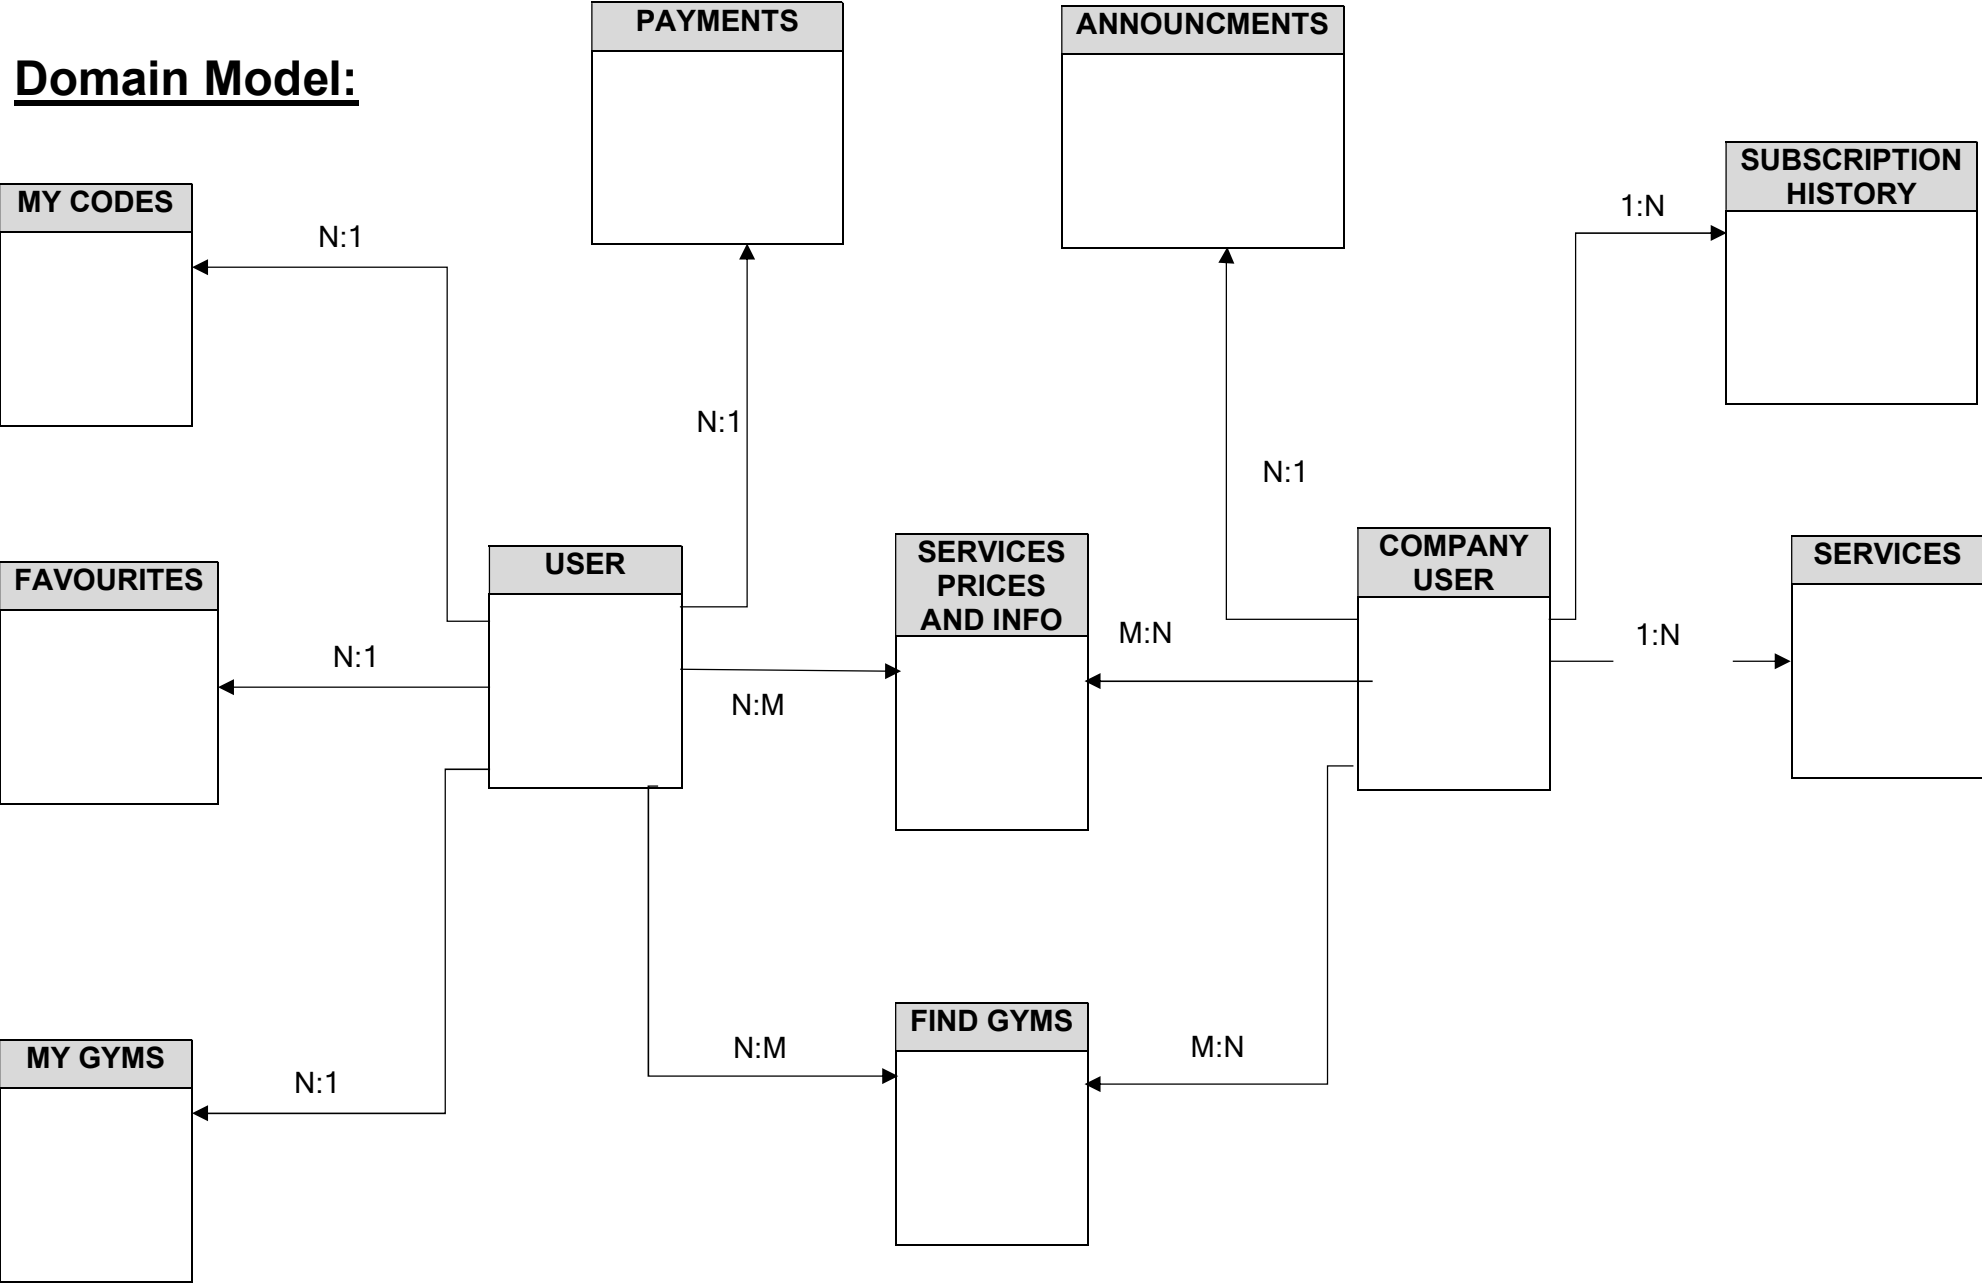 Domain Model:
PAYMENTS
ANNOUNCMENTS
SUBSCRIPTION
HISTORY
MY CODES
N:1
1:N
N:1
N:1
USER
SERVICES
PRICES
AND INFO
COMPANY
USER
SERVICES
FAVOURITES
N:1
N:M
M:N
1:N
FIND GYMS
MY GYMS
N:1
N:M
M:N